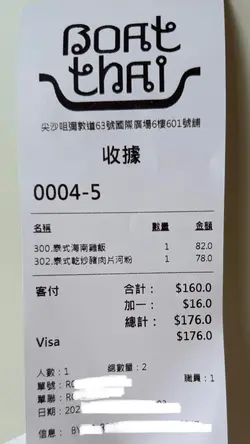 BOAT
thai
尖沙咀彌敦道63號國際廣場6樓601號舖
收據
0004-5
名稱 數量 金額
300.泰式海南雞飯 1 82.0
302.泰式乾炒豬肉片河粉 1 78.0
客付 合計： $160.0
加一： $16.0
總計： $176.0
Visa $176.0
人數：1 總數量：2 職員：1
單號：R
單聯：R
日期：202
信息： BY